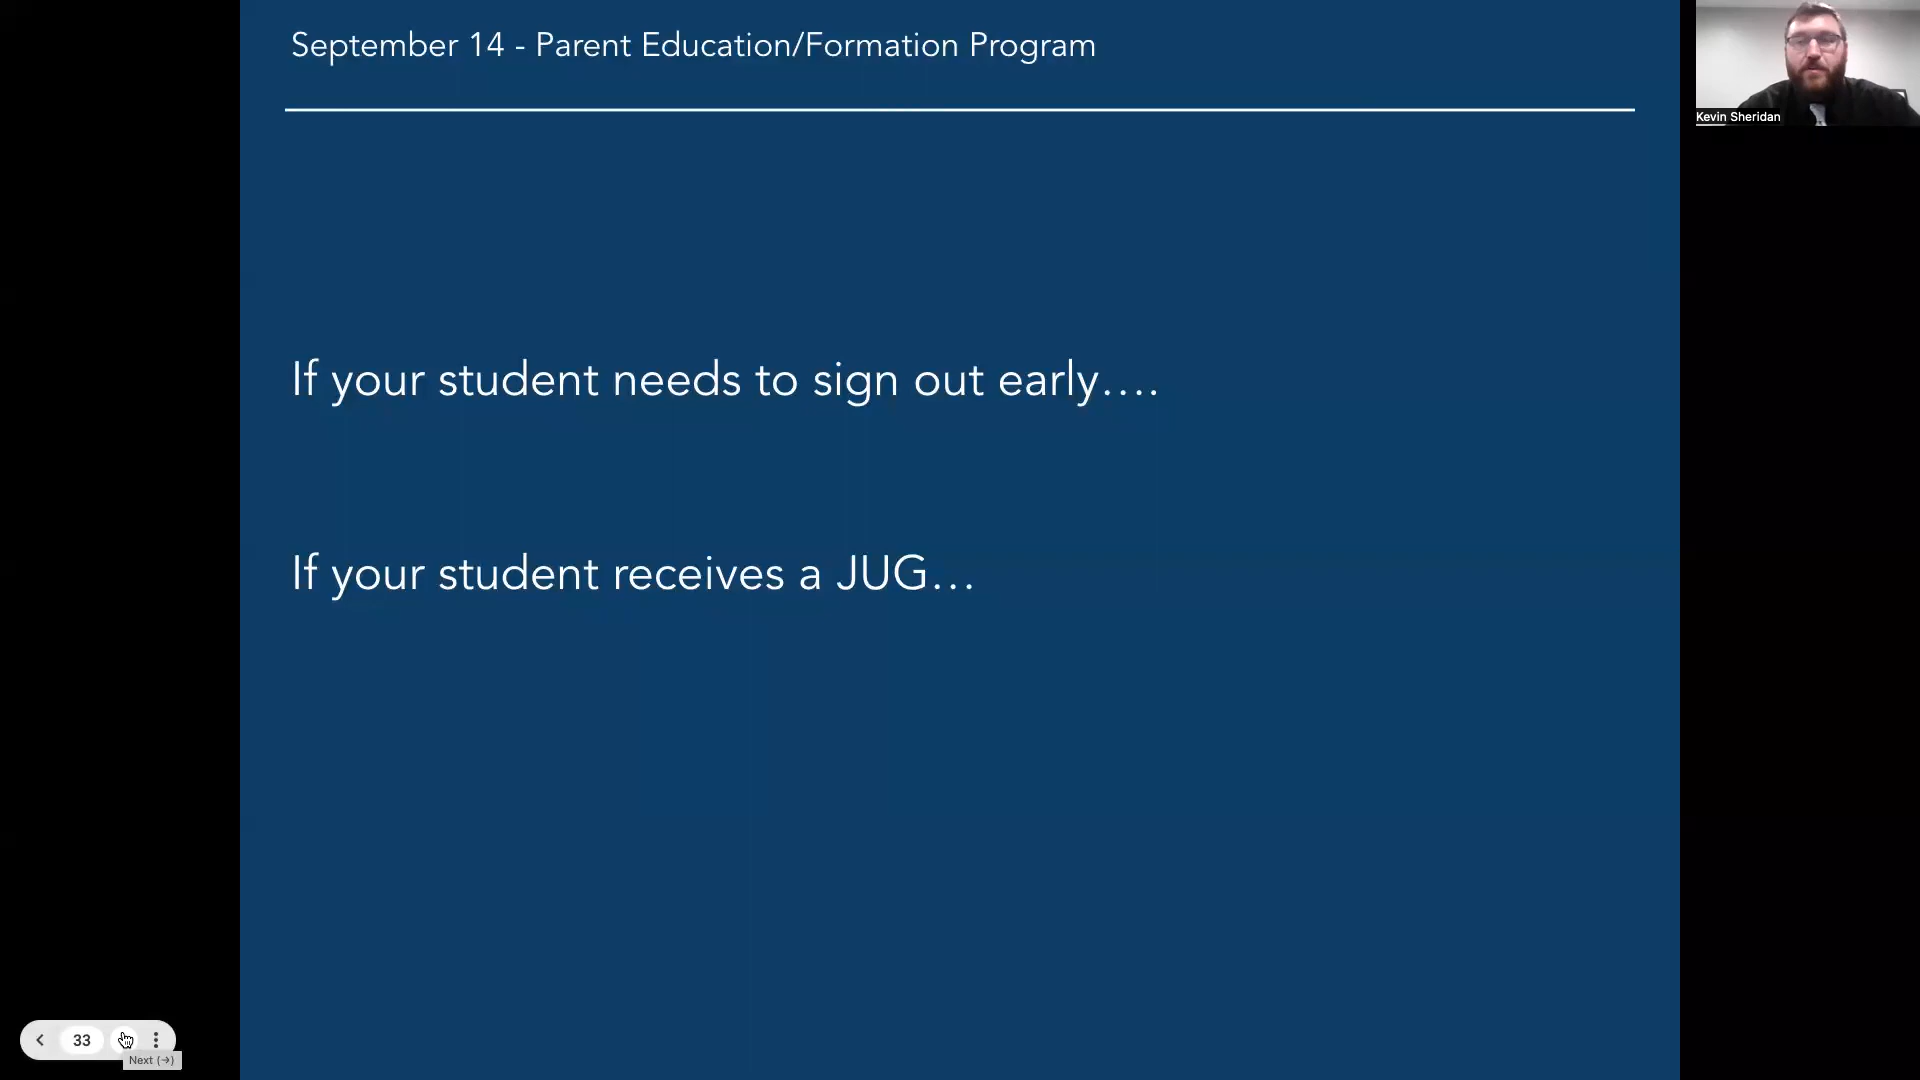 September 14 - Parent Education/Formation Program
Kevin Sheridan
If your student needs to sign out early....
If your student receives a JUG...
33
Next (→)